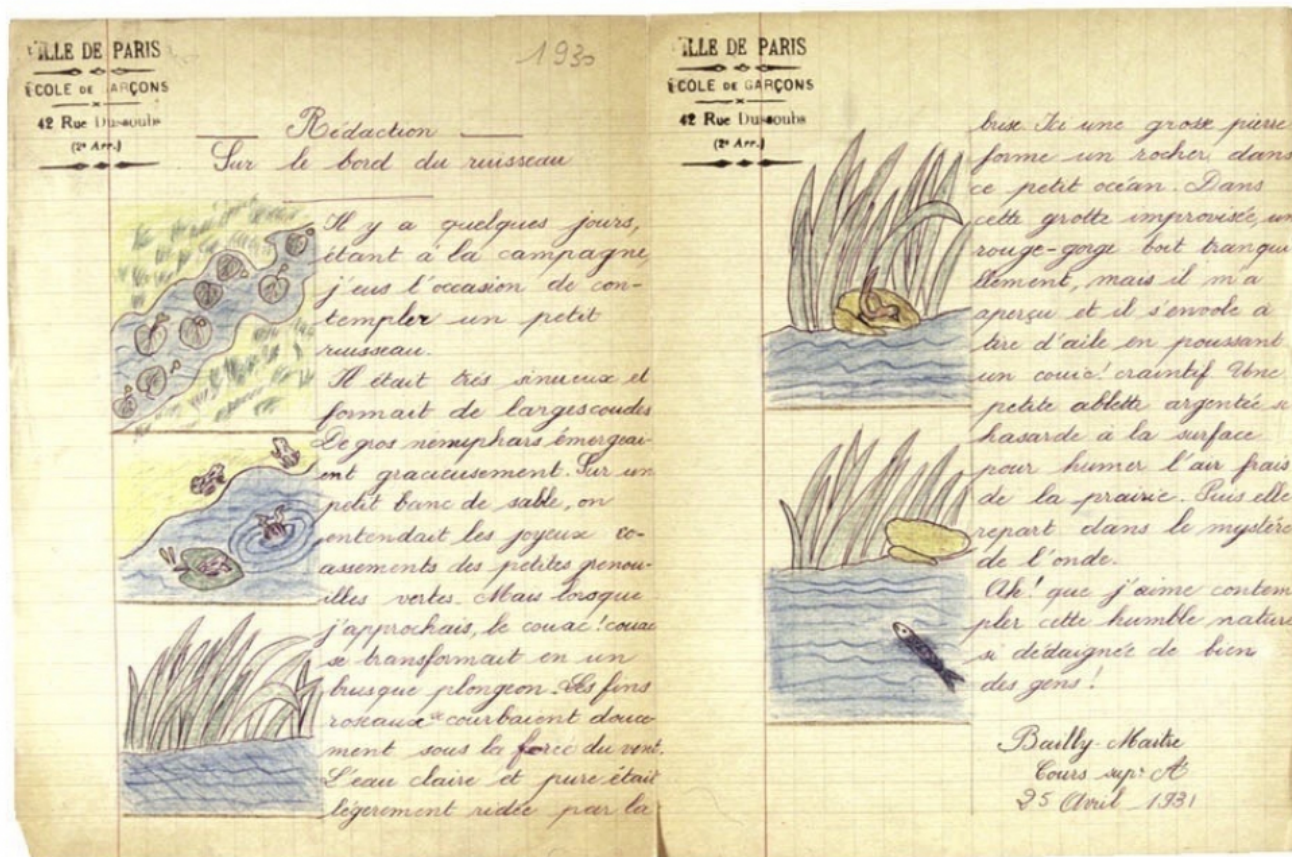 VILLE DE PARIS
ÉCOLE DE GARÇONS
42 Rue Dussoubs
(2e Arr.)
1930
Rédaction
Sur le bord du ruisseau
Il y a quelques jours,
étant à la campagne,
j'eus l'occasion de con-
templer un petit
ruisseau.
Il était très sinueux et
formait de larges coudes
De gros némiphars émergeai-
ent gracieusement. Sur un
petit banc de sable, on
entendait les joyeux co-
assements des petites grenou-
illes vertes. Mais lorsque
j'approchais, le couac! couac
se transformait en un
brusque plongeon. Les fins
roseaux se courbaient douce-
ment sous la force du vent.
L'eau claire et pure était
légèrement ridée par la
VILLE DE PARIS
ÉCOLE DE GARÇONS
42 Rue Dussoubs
(2e Arr.)
bise Ici une grosse pierre
forme un rocher dans
ce petit océan. Dans
cette grotte improvisée, un
rouge-gorge boit tranqui
llement, mais il m'a
aperçu et il s'envole à
tire d'aile en poussant
un couic! craintif. Une
petite ablette argentée se
hasarde à la surface
pour humer l'air frais
de la prairie. Puis elle
repart dans le mystère
de l'onde.
Ah! que j'aime contem
pler cette humble nature
si dédaignée de bien
des gens!
Bailly-Maitre
Cours supr A
25 Avril 1931